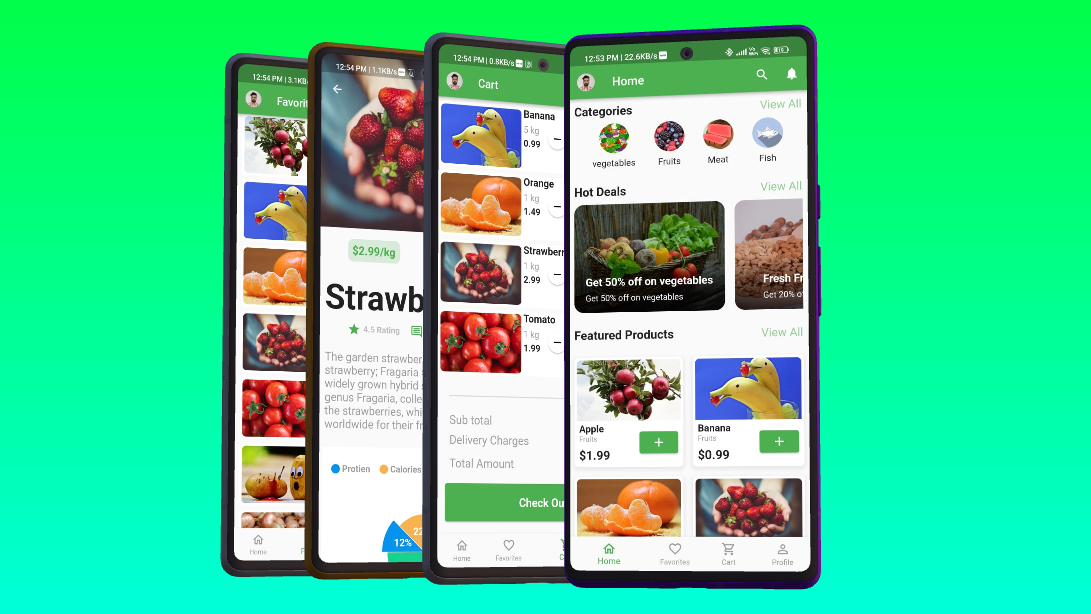 12:54 PM | 3.1KB/
Favorit
Home
12:54 PM | 1.1KB/s
$2.99/kg
Strawb
4.5 Rating
The garden strawber
strawberry; Fragaria
widely grown hybrid
genus Fragaria, colle
the strawberries, whi
worldwide for their fr
Protien
Calories
12%
22
12:54 PM | 0.8KB/s
Cart
Banana
5 kg
0.99
Orange
1 kg
1.49
Strawberr
1 kg
2.99
Tomato
1 kg
1.99
Sub total
Delivery Charges
Total Amount
Check Ou
Home
Favorites
12:53 PM | 22.6KB/s
Home
Categories
View All
vegetables
Fruits
Meat
Fish
Hot Deals
View All
Get 50% off on vegetables
Get 50% off on vegetables
Fresh Fr
Get 20% o
Featured Products
View All
Apple
Fruits
$1.99
+
Banana
Fruits
$0.99
+
Home
Favorites
Cart
Profile